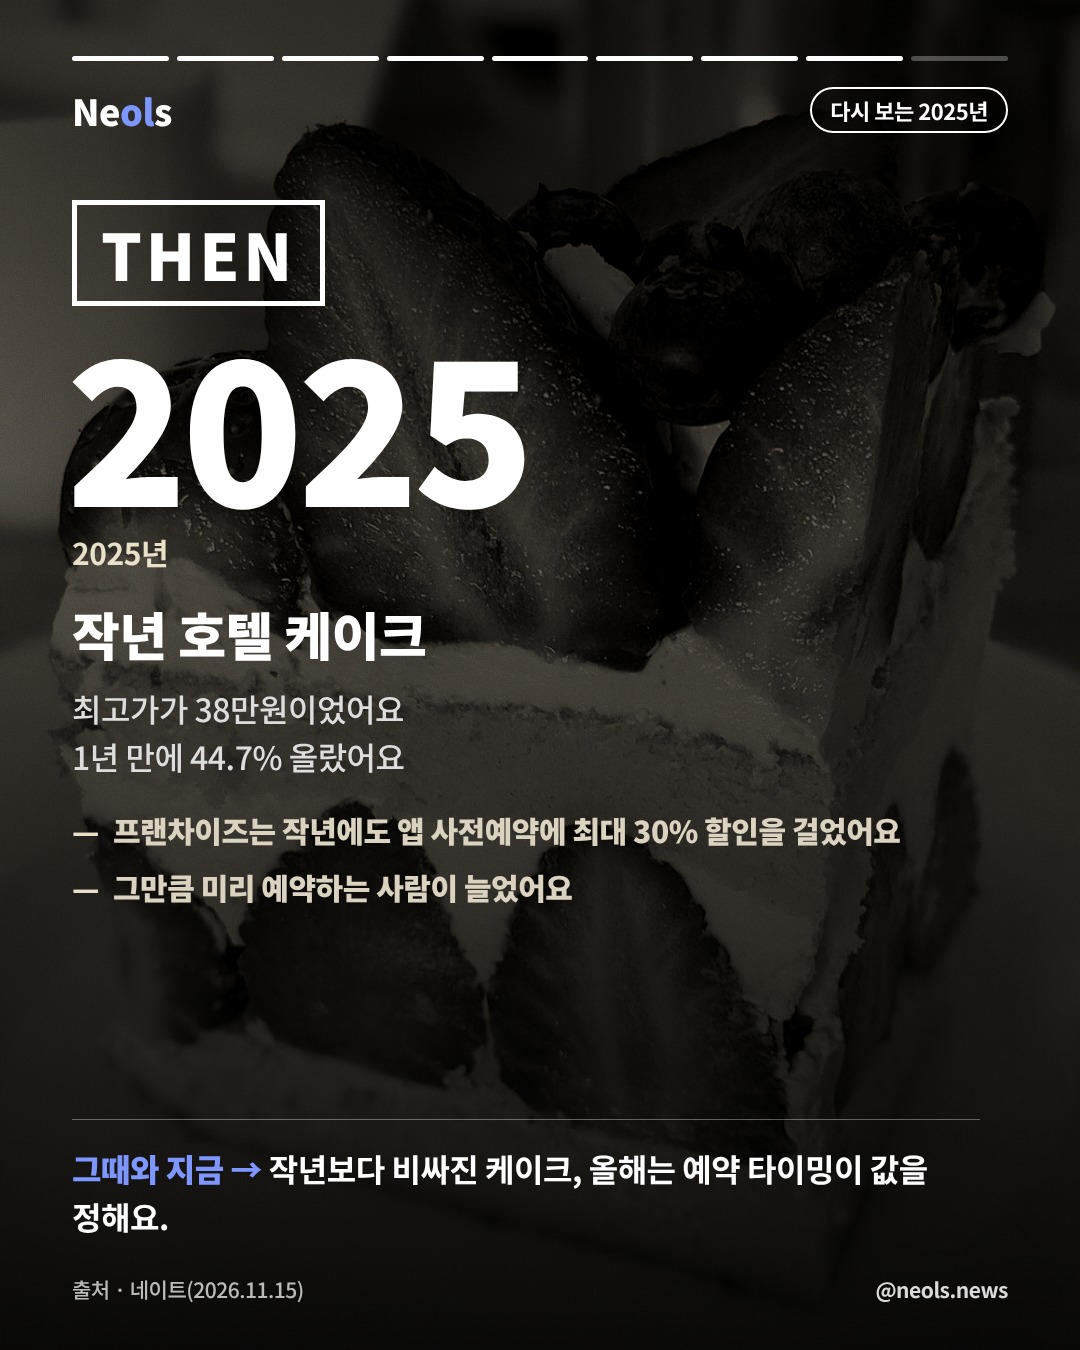 Neols
다시 보는 2025년
THEN
2025
2025년
작년 호텔 케이크
최고가가 38만원이었어요
1년 만에 44.7% 올랐어요
— 프랜차이즈는 작년에도 앱 사전예약에 최대 30% 할인을 걸었어요
— 그만큼 미리 예약하는 사람이 늘었어요
그때와 지금 → 작년보다 비싸진 케이크, 올해는 예약 타이밍이 값을
정해요.
출처 · 네이트(2026.11.15)
@neols.news